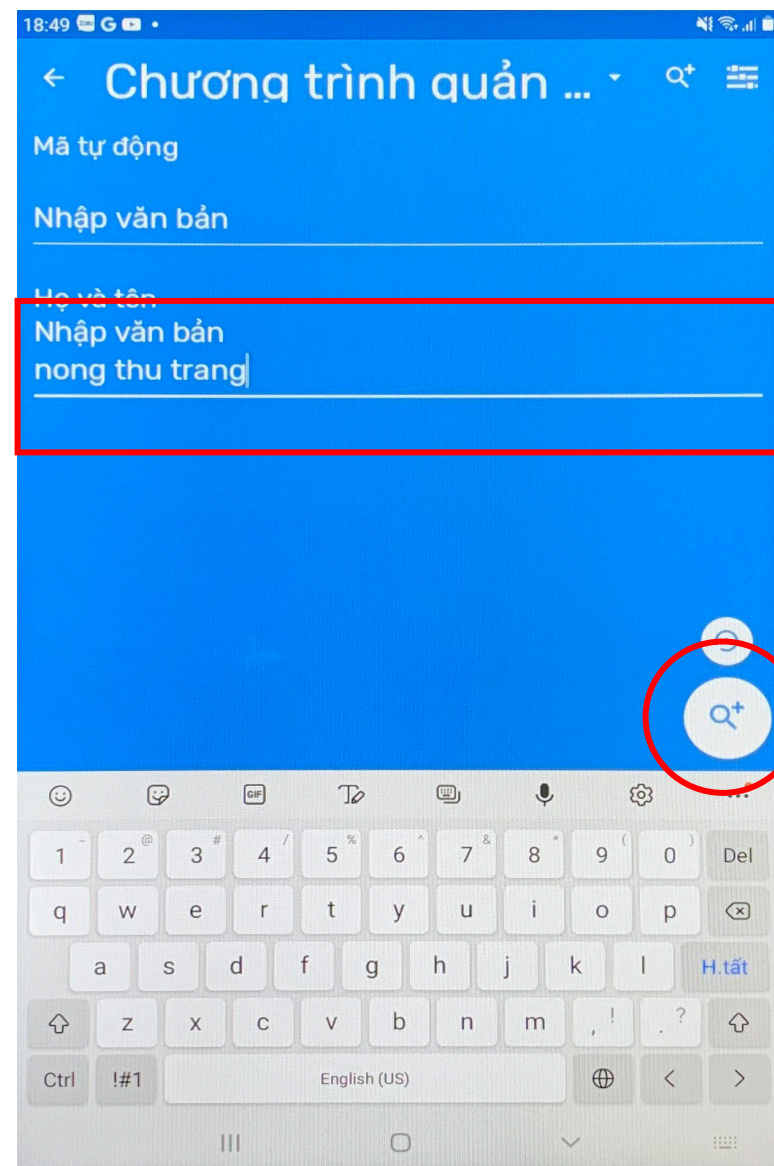 18:49 Zalo G
Chương trình quản ...
Mã tự động
Nhập văn bản
Họ và tên
Nhập văn bản
nong thu trang
GIF
1 - 2 @ 3 # 4 / 5 % 6 ^ 7 & 8 * 9 ( 0 ) Del
q w e r t y u i o p
a s d f g h j k l H.tất
z x c v b n m , ! . ?
Ctrl !#1 English (US) < >